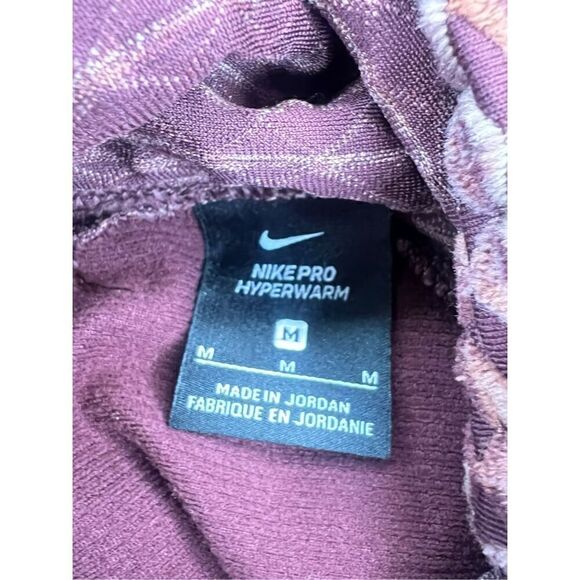 NIKE PRO
HYPERWARM
M
M M M
MADE IN JORDAN
FABRIQUE EN JORDANIE